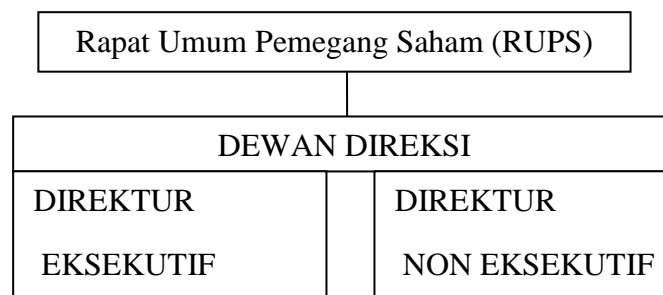 Rapat Umum Pemegang Saham (RUPS)
DEWAN DIREKSI
DIREKTUR
EKSEKUTIF
DIREKTUR
NON EKSEKUTIF